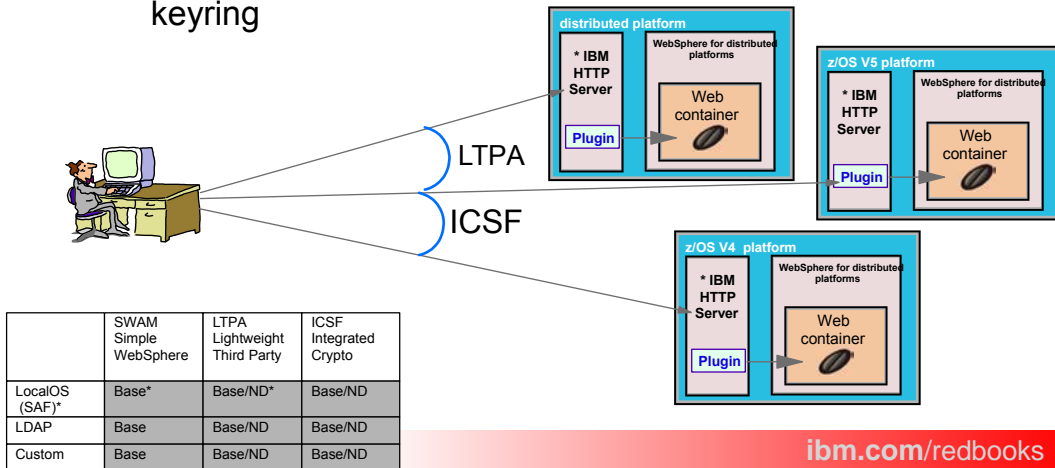 keyring
distributed platform
* IBM
HTTP
Server
Plugin
WebSphere for distributed
platforms
Web
container
z/OS V5 platform
* IBM
HTTP
Server
Plugin
WebSphere for distributed
platforms
Web
container
LTPA
ICSF
z/OS V4 platform
* IBM
HTTP
Server
Plugin
WebSphere for distributed
platforms
Web
container
SWAM Simple WebSphere
LTPA Lightweight Third Party
ICSF Integrated Crypto
LocalOS (SAF)* Base* Base/ND* Base/ND
LDAP Base Base/ND Base/ND
Custom Base Base/ND Base/ND
ibm.com/redbooks